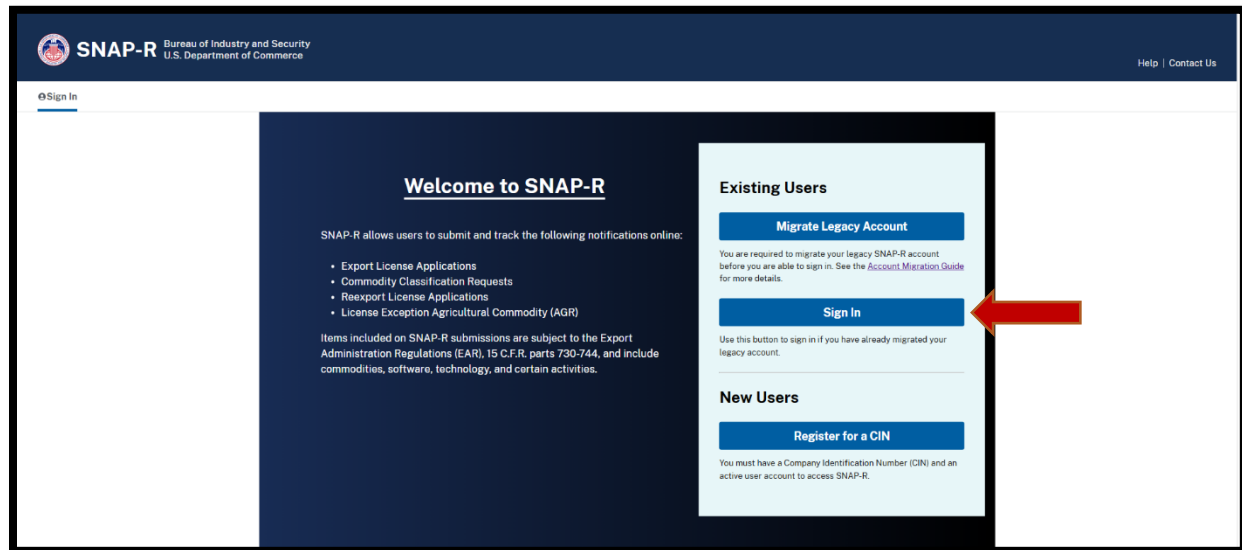 SNAP-R Bureau of Industry and Security
U.S. Department of Commerce
Help | Contact Us
Sign In
Welcome to SNAP-R
SNAP-R allows users to submit and track the following notifications online:
• Export License Applications
• Commodity Classification Requests
• Reexport License Applications
• License Exception Agricultural Commodity (AGR)
Items included on SNAP-R submissions are subject to the Export
Administration Regulations (EAR), 15 C.F.R. parts 730-744, and include
commodities, software, technology, and certain activities.
Existing Users
Migrate Legacy Account
You are required to migrate your legacy SNAP-R account
before you are able to sign in. See the Account Migration Guide
for more details.
Sign In
Use this button to sign in if you have already migrated your
legacy account.
New Users
Register for a CIN
You must have a Company Identification Number (CIN) and an
active user account to access SNAP-R.